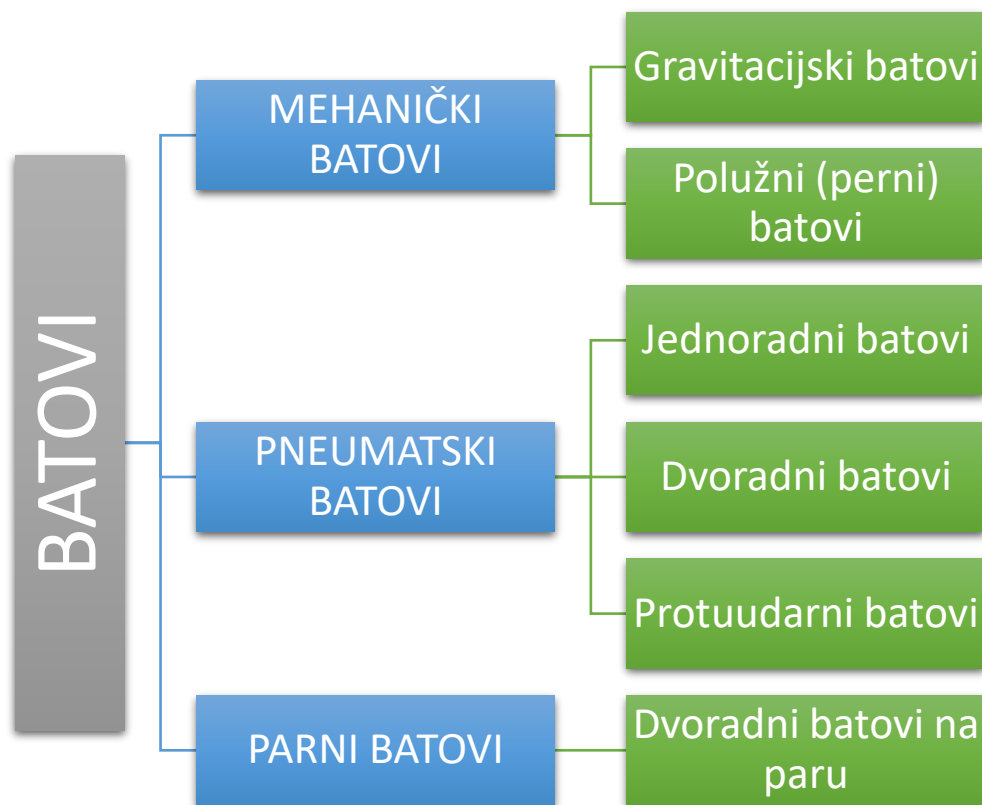 BATOVI
MEHANIČKI
BATOVI
Gravitacijski batovi
Polužni (perni)
batovi
PNEUMATSKI
BATOVI
Jednoradni batovi
Dvoradni batovi
Protuudarni batovi
PARNI BATOVI
Dvoradni batovi na
paru